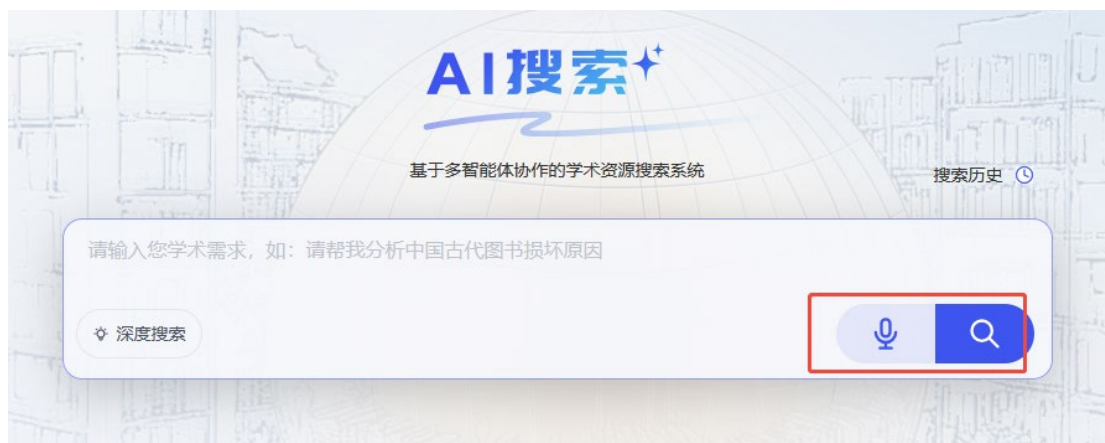 AI搜索
基于多智能体协作的学术资源搜索系统
搜索历史
请输入您学术需求，如：请帮我分析中国古代图书损坏原因
深度搜索